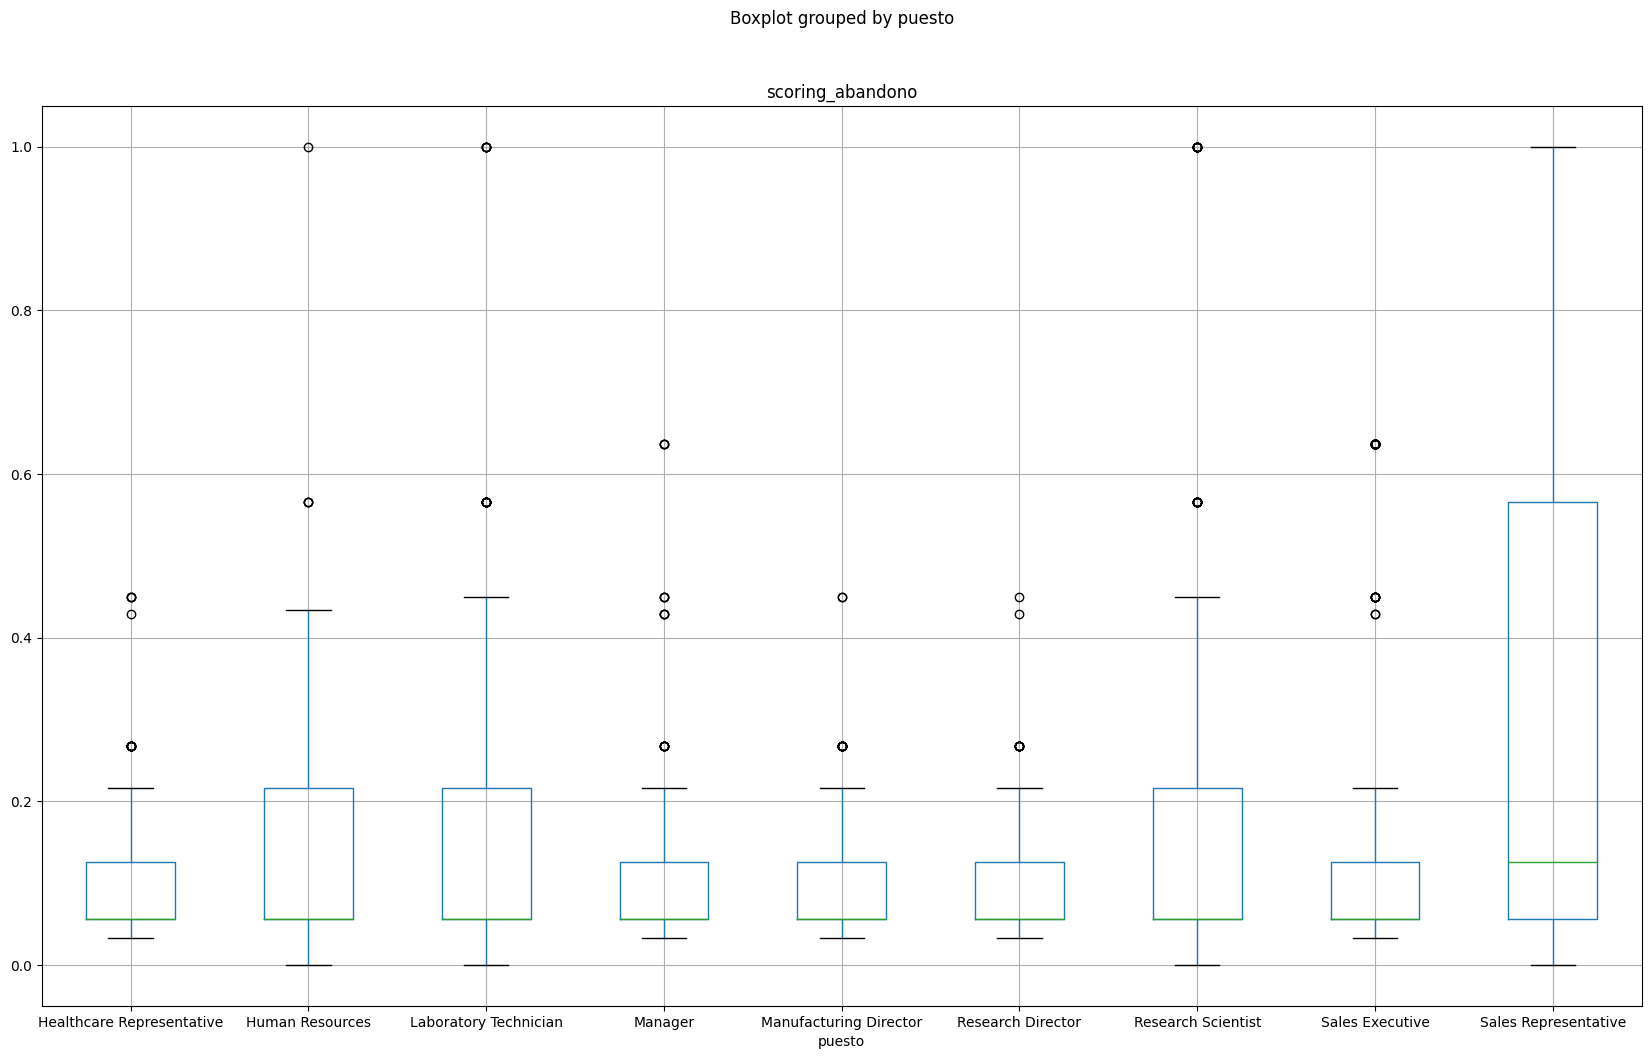 Boxplot grouped by puesto
scoring_abandono
1.0
0.8
0.6
0.4
0.2
0.0
Healthcare Representative Human Resources Laboratory Technician Manager Manufacturing Director Research Director Research Scientist Sales Executive Sales Representative
puesto